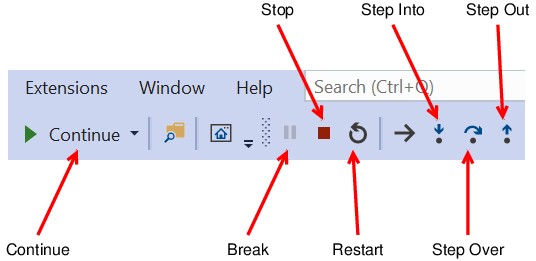 Stop Step Into Step Out
Extensions Window Help Search (Ctrl+Q)
Continue
Continue Break Restart Step Over